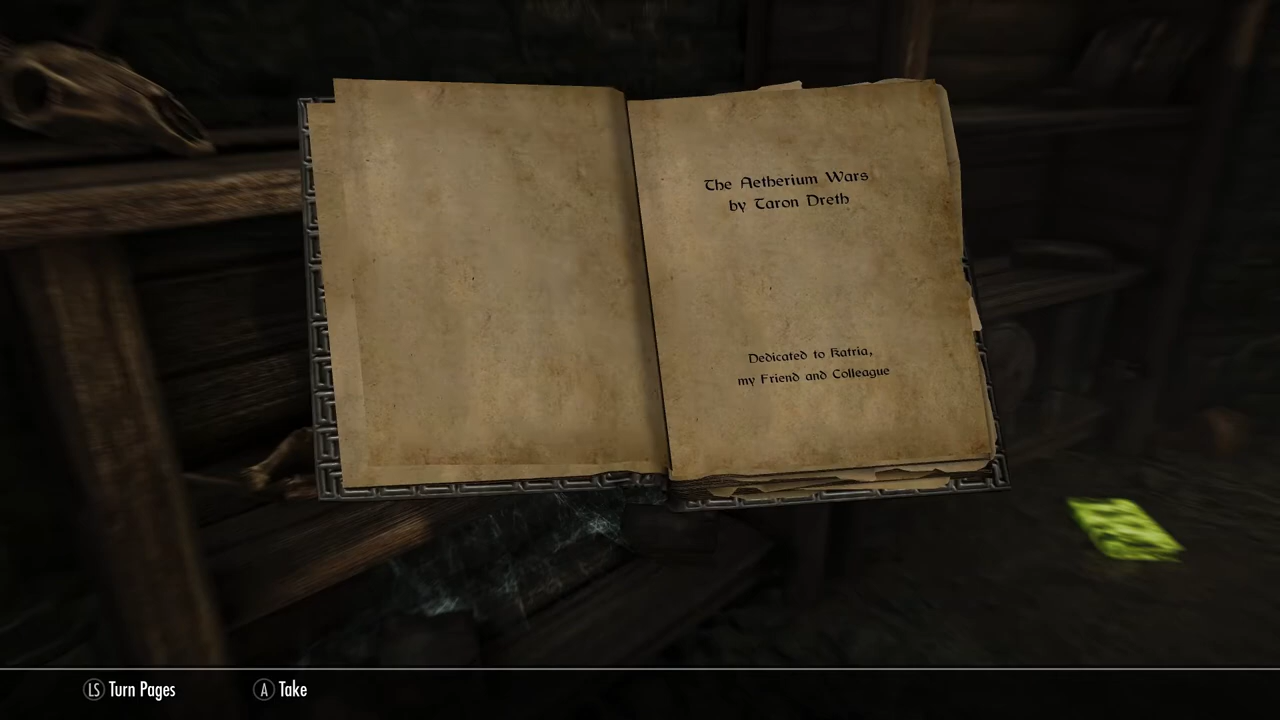 The Aetherium Wars
by Taron Dreth
Dedicated to Katria,
my Friend and Colleague
LS Turn Pages
A Take